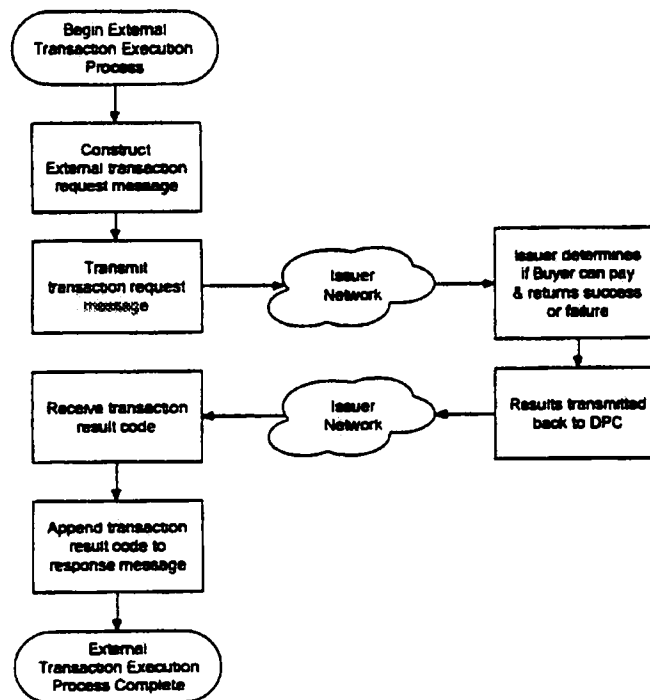 Begin External
Transaction Execution
Process
Construct
External transaction
request message
Transmit
transaction request
message
Issuer
Network
Issuer determines
if Buyer can pay
& returns success
or failure
Receive transaction
result code
Issuer
Network
Results transmitted
back to DPC
Append transaction
result code to
response message
External
Transaction Execution
Process Complete